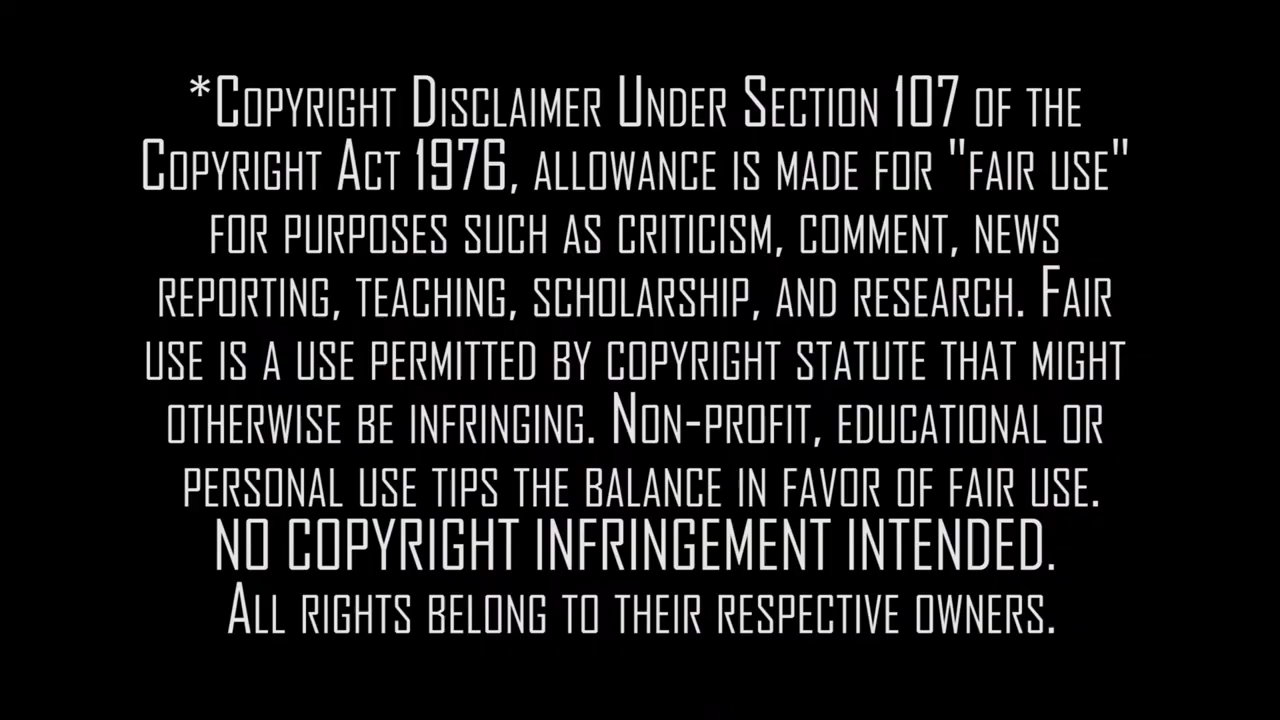 *Copyright Disclaimer Under Section 107 of the
Copyright Act 1976, allowance is made for "fair use"
for purposes such as criticism, comment, news
reporting, teaching, scholarship, and research. Fair
use is a use permitted by copyright statute that might
otherwise be infringing. Non-profit, educational or
personal use tips the balance in favor of fair use.
NO COPYRIGHT INFRINGEMENT INTENDED.
All rights belong to their respective owners.